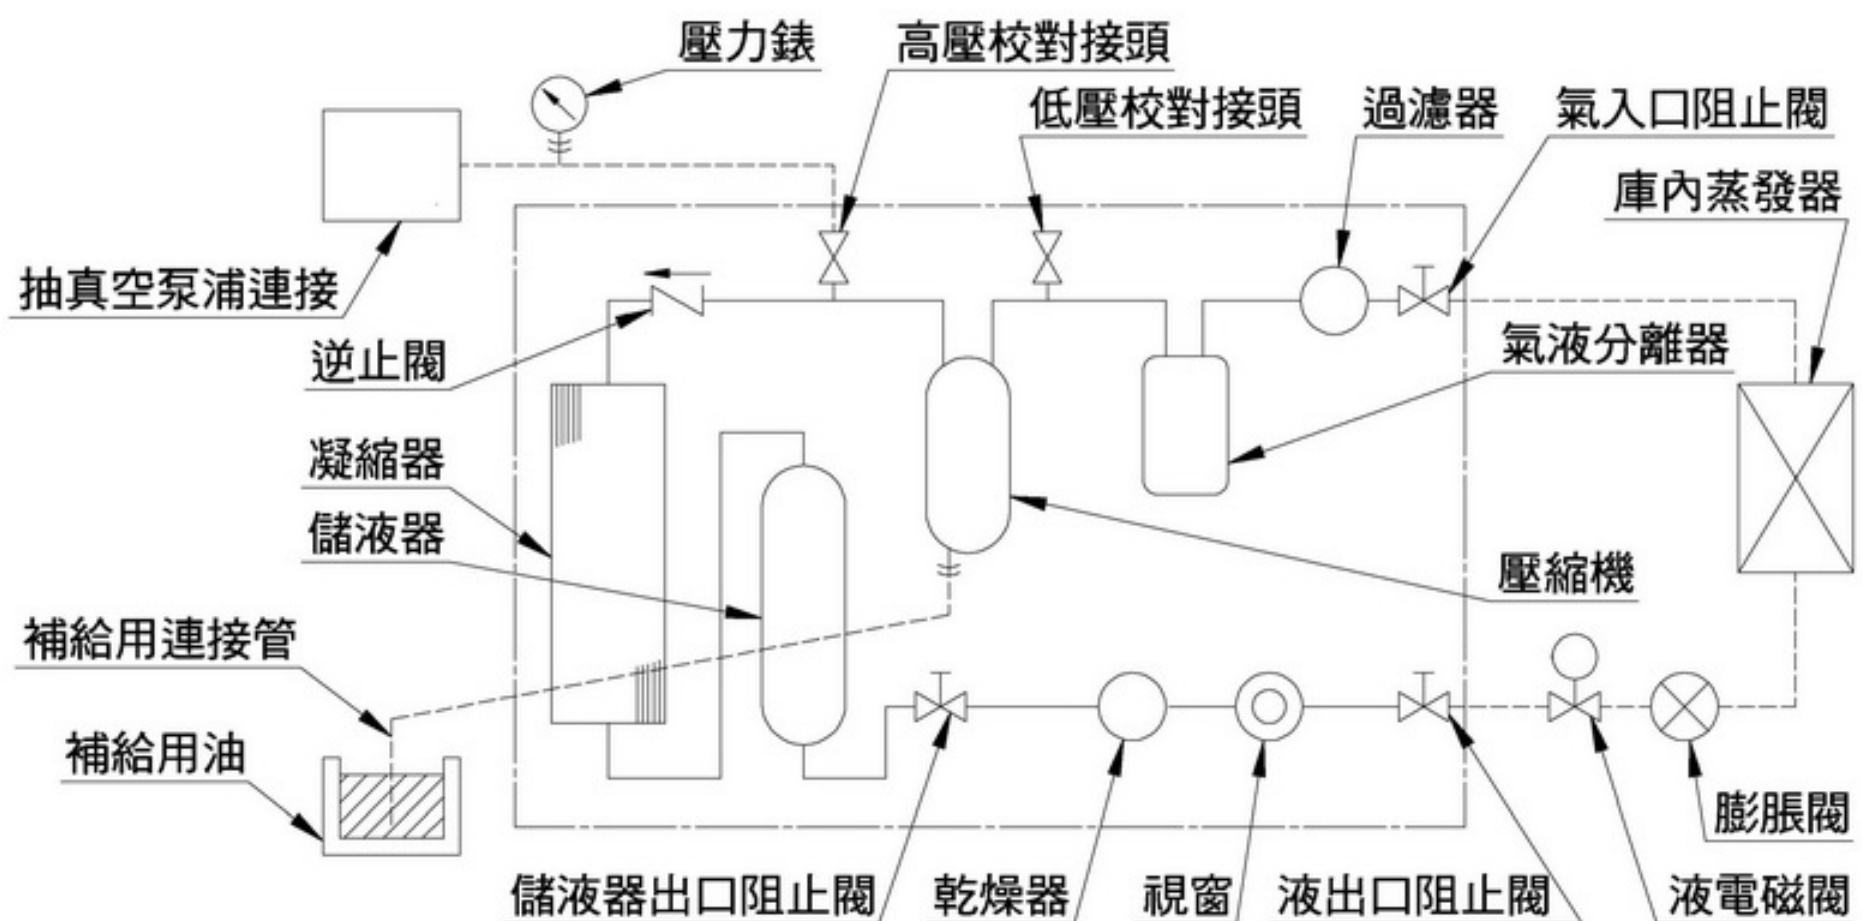 壓力錶
高壓校對接頭
低壓校對接頭
過濾器
氣入口阻止閥
庫內蒸發器
抽真空泵浦連接
逆止閥
氣液分離器
凝縮器
儲液器
壓縮機
補給用連接管
補給用油
膨脹閥
儲液器出口阻止閥
乾燥器
視窗
液出口阻止閥
液電磁閥